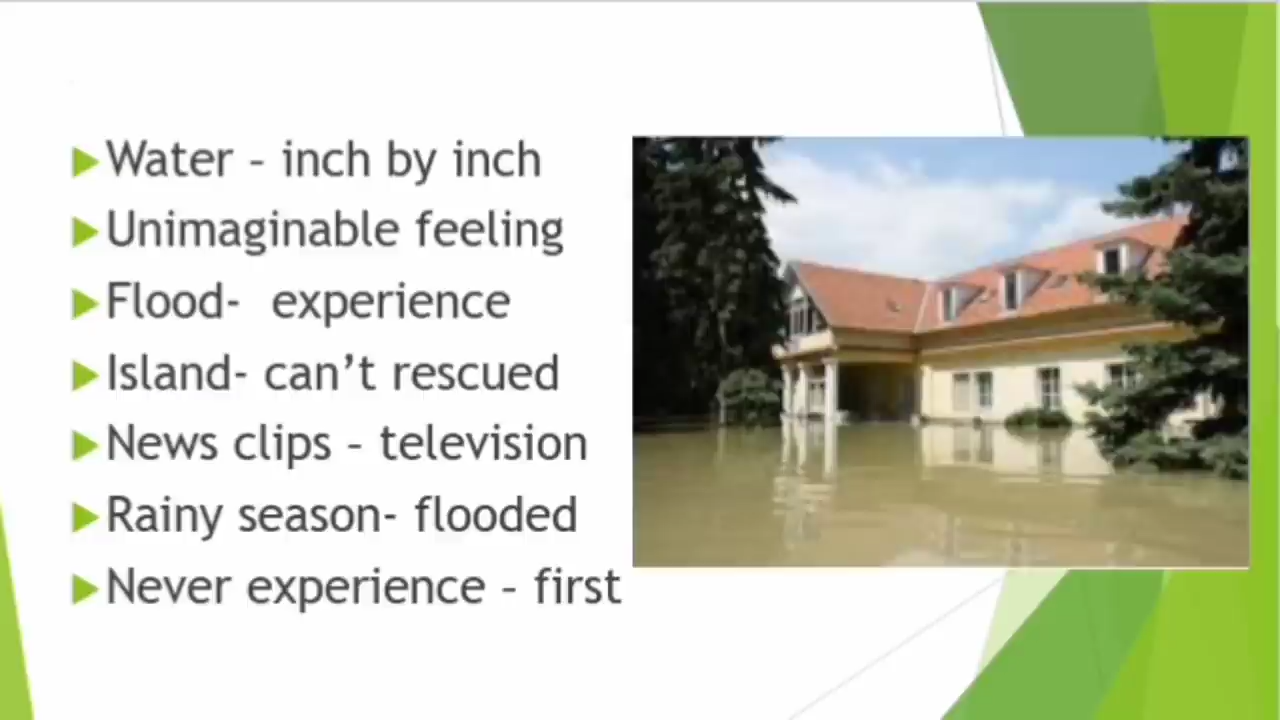 Water – inch by inch
Unimaginable feeling
Flood-  experience
Island- can’t rescued
News clips – television
Rainy season- flooded
Never experience – first